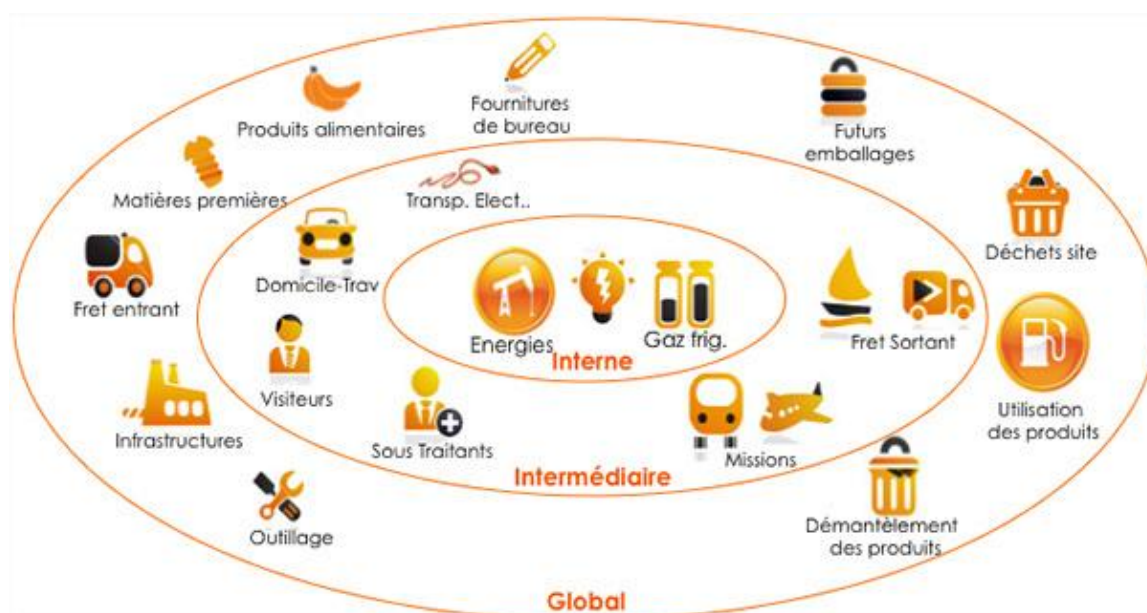 Fournitures
de bureau
Produits alimentaires
Futurs
emballages
Matières premières
Transp. Elect..
Déchets site
Domicile-Trav
Fret entrant
Energies
Gaz frig.
Fret Sortant
Interne
Visiteurs
Utilisation
des produits
Infrastructures
Sous Traitants
Missions
Intermédiaire
Démantèlement
des produits
Outillage
Global